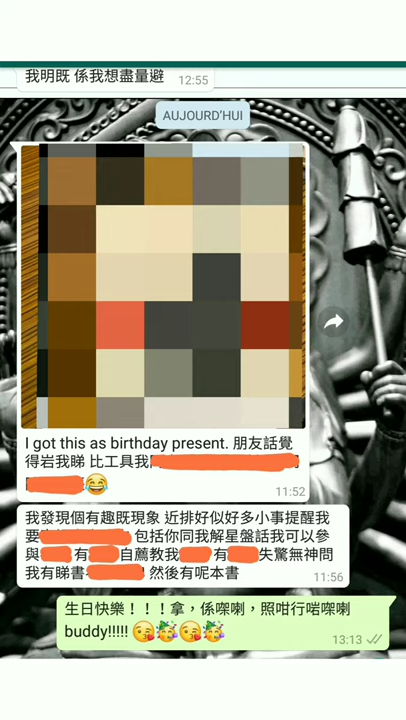 我明既 係我想盡量避
12:55
AUJOURD'HUI
I got this as birthday present. 朋友話覺
得岩我睇 比工具我
😂
11:52
我發現個有趣既現象 近排好似好多小事提醒我
要 包括你同我解星盤話我可以參
與 有 自薦教我 有 失驚無神問
我有睇書 ! 然後有呢本書
11:56
生日快樂！！！拿，係㗎喇，照咁行啱㗎喇
buddy!!!!! 😘🥳😘🥳
13:13